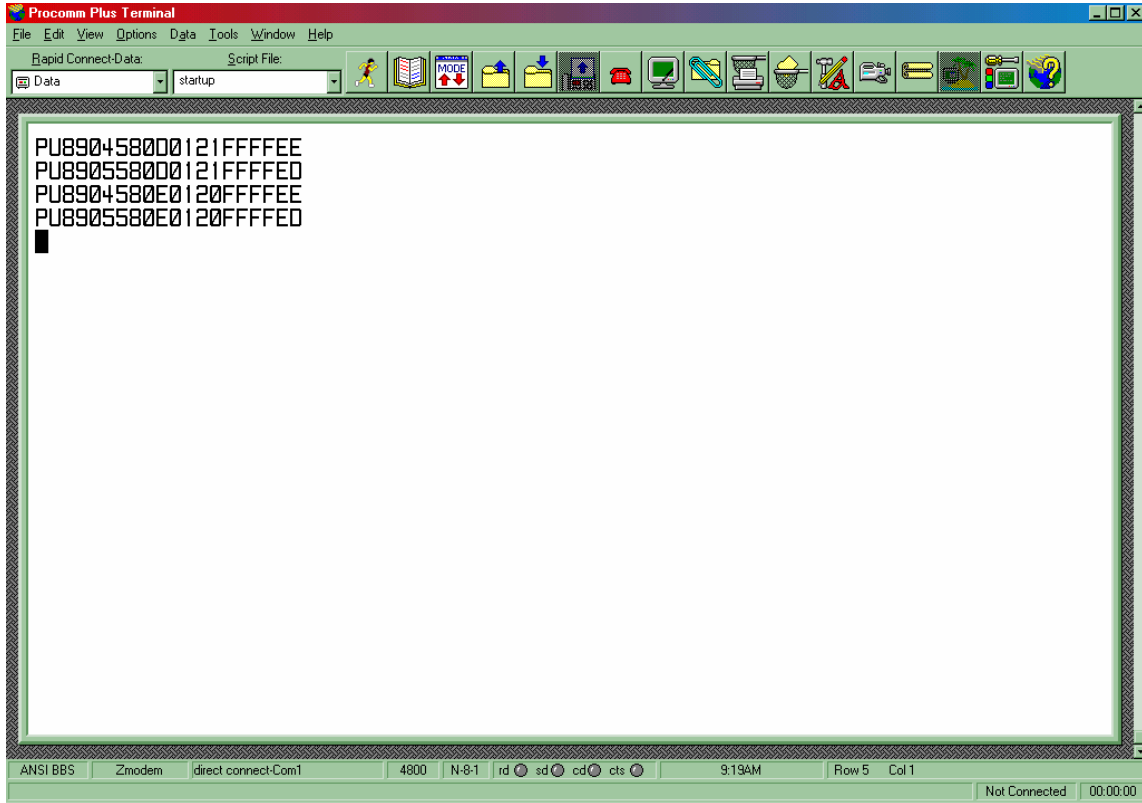 Procomm Plus Terminal
File Edit View Options Data Tools Window Help
Rapid Connect-Data: Script File:
Data startup
MODE
PU8904580D0121FFFFEE
PU8905580D0121FFFFED
PU8904580E0120FFFFEE
PU8905580E0120FFFFED
ANSI BBS Zmodem direct connect-Com1 4800 N-8-1 rd sd cd cts 9:19AM Row 5 Col 1
Not Connected 00:00:00